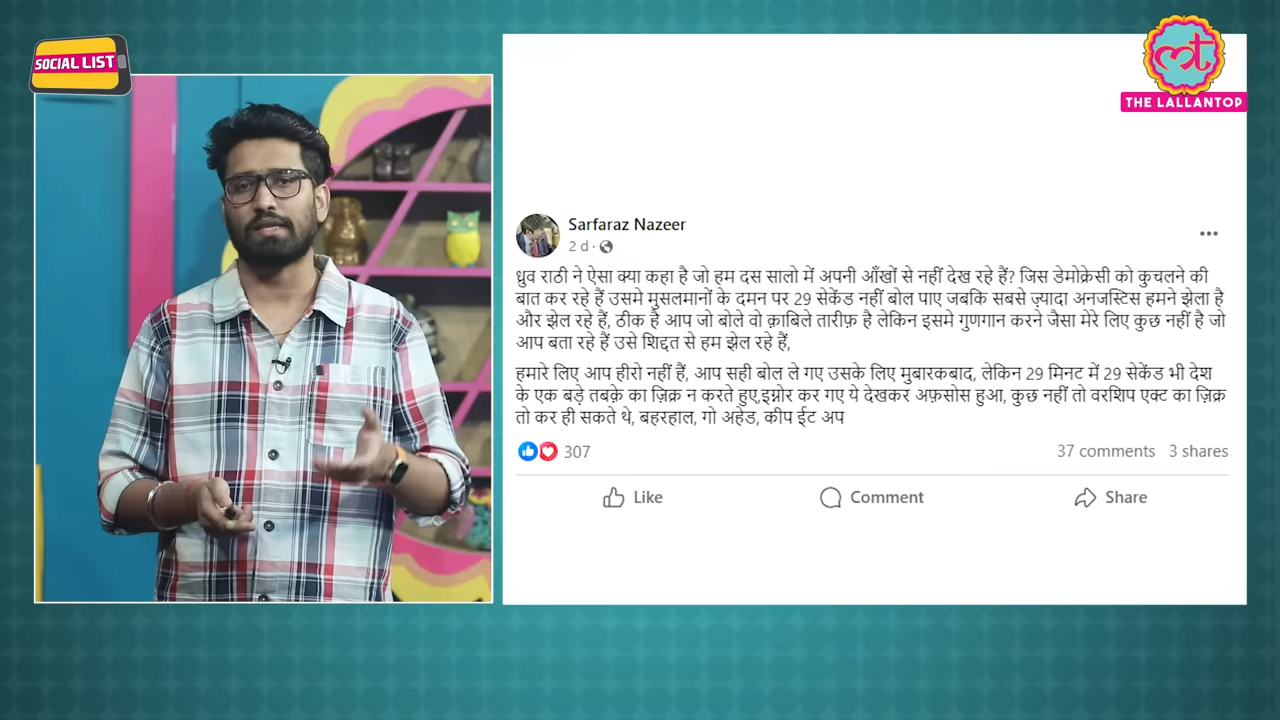 SOCIAL LIST
लT
THE LALLANTOP
Sarfaraz Nazeer
2 d ·
ध्रुव राठी ने ऐसा क्या कहा है जो हम दस सालो में अपनी आँखों से नहीं देख रहे हैं? जिस डेमोक्रेसी को कुचलने की
बात कर रहे हैं उसमे मुसलमानों के दमन पर 29 सेकेंड नहीं बोल पाए जबकि सबसे ज़्यादा अनजस्टिस हमने झेला है
और झेल रहे हैं, ठीक है आप जो बोले वो क़ाबिले तारीफ़ है लेकिन इसमे गुणगान करने जैसा मेरे लिए कुछ नहीं है जो
आप बता रहे हैं उसे शिद्दत से हम झेल रहे हैं,
हमारे लिए आप हीरो नहीं हैं, आप सही बोल ले गए उसके लिए मुबारकबाद, लेकिन 29 मिनट में 29 सेकेंड भी देश
के एक बड़े तबक़े का ज़िक्र न करते हुए,इग्नोर कर गए ये देखकर अफ़सोस हुआ, कुछ नहीं तो वरशिप एक्ट का ज़िक्र
तो कर ही सकते थे, बहरहाल, गो अहेड, कीप ईट अप
307
37 comments 3 shares
Like Comment Share